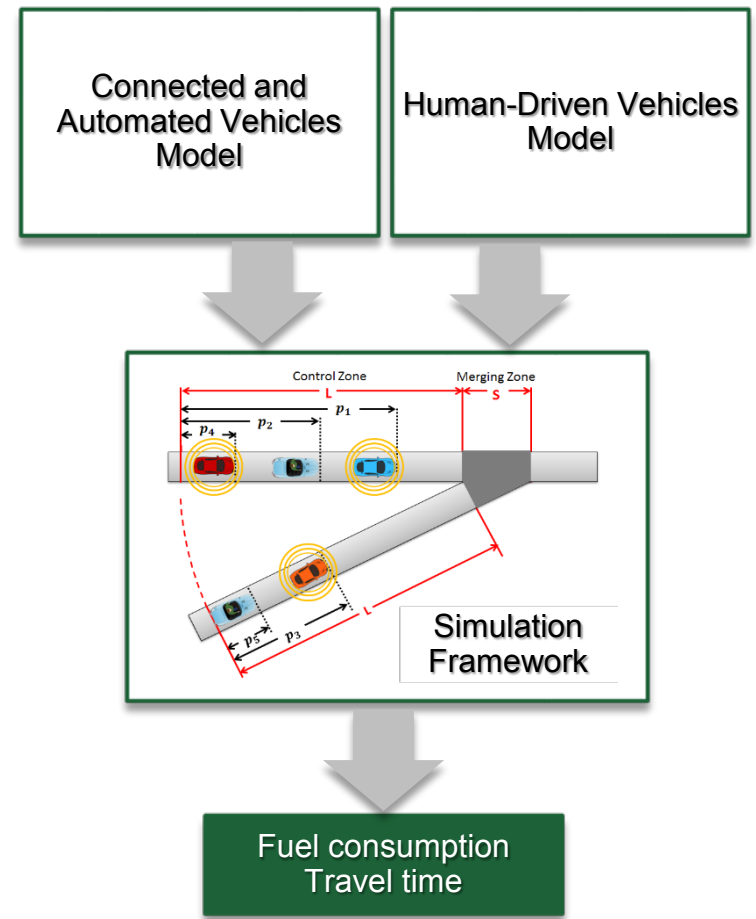 Connected and
Automated Vehicles
Model
Human-Driven Vehicles
Model
Control Zone
Merging Zone
L
S
p₁
p₂
p₄
L
p₅
p₃
Simulation
Framework
Fuel consumption
Travel time